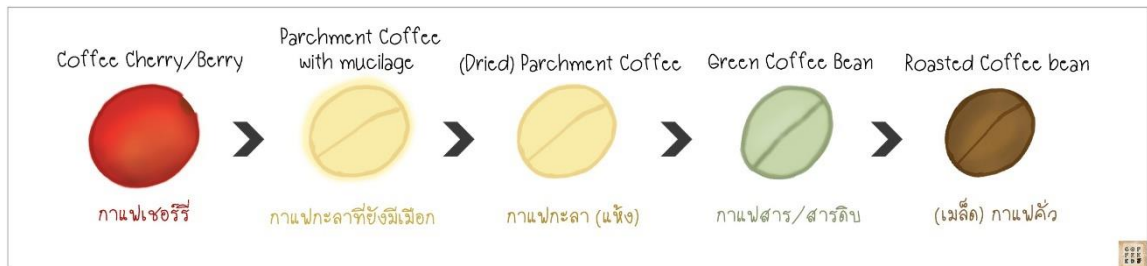 Coffee Cherry/Berry
Parchment Coffee
with mucilage
(Dried) Parchment Coffee
Green Coffee Bean
Roasted Coffee bean
กาแฟเชอร์รี่
กาแฟกะลาที่ยังมีเมือก
กาแฟกะลา (แห้ง)
กาแฟสาร/สารดิบ
(เมล็ด) กาแฟคั่ว